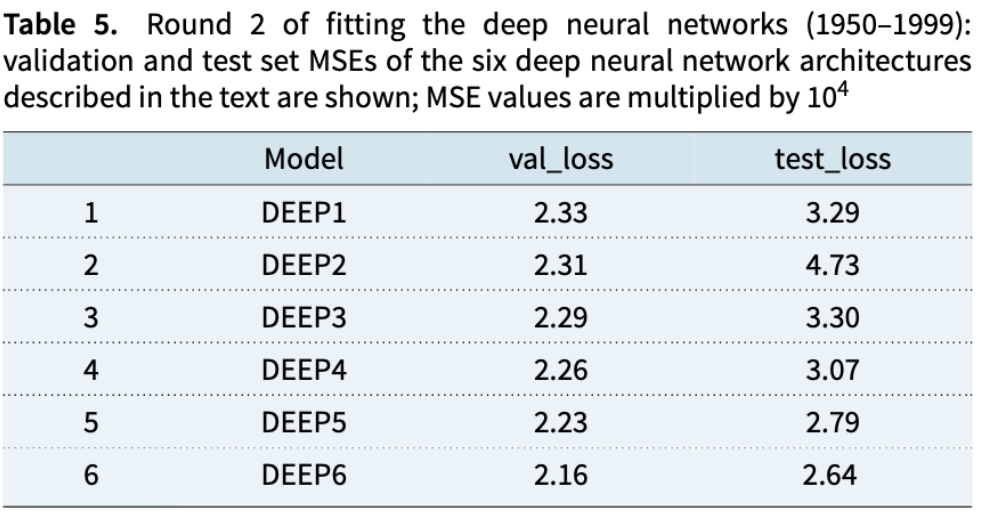 Table 5. Round 2 of fitting the deep neural networks (1950–1999):
validation and test set MSEs of the six deep neural network architectures
described in the text are shown; MSE values are multiplied by 10⁴
Model val_loss test_loss
1 DEEP1 2.33 3.29
2 DEEP2 2.31 4.73
3 DEEP3 2.29 3.30
4 DEEP4 2.26 3.07
5 DEEP5 2.23 2.79
6 DEEP6 2.16 2.64